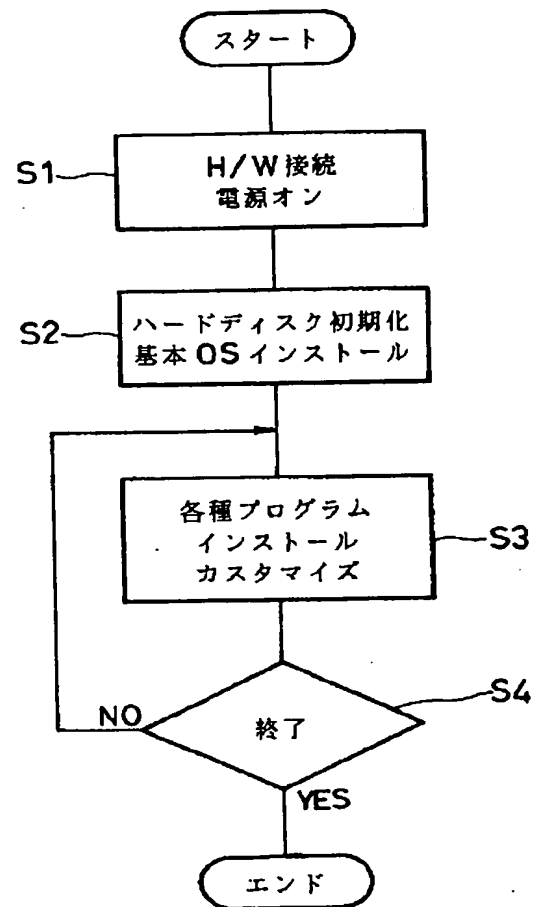 スタート
S1
H/W接続
電源オン
S2
ハードディスク初期化
基本OSインストール
各種プログラム
インストール
カスタマイズ
S3
S4
終了
NO
YES
エンド